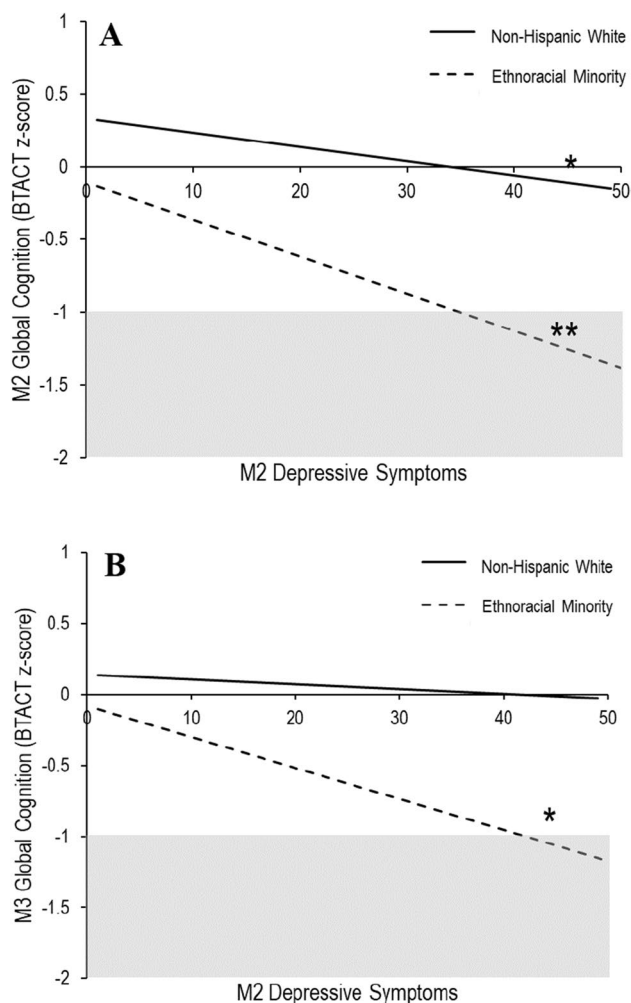 A
Non-Hispanic White
Ethnoracial Minority
M2 Global Cognition (BTACT z-score)
1
0.5
0
-0.5
-1
-1.5
-2
0 10 20 30 40 50
*
**
M2 Depressive Symptoms
B
Non-Hispanic White
Ethnoracial Minority
M3 Global Cognition (BTACT z-score)
1
0.5
0
-0.5
-1
-1.5
-2
0 10 20 30 40 50
*
M2 Depressive Symptoms